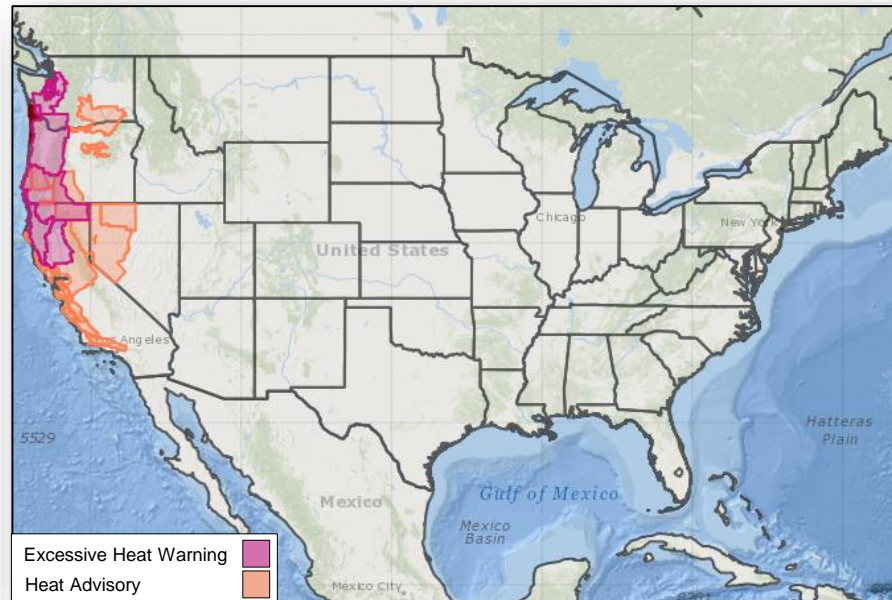 Chicago
New York
United States
Los Angeles
5529
Hatteras
Plain
Gulf of Mexico
Mexico
Mexico
Basin
Excessive Heat Warning
Heat Advisory
Mexico City